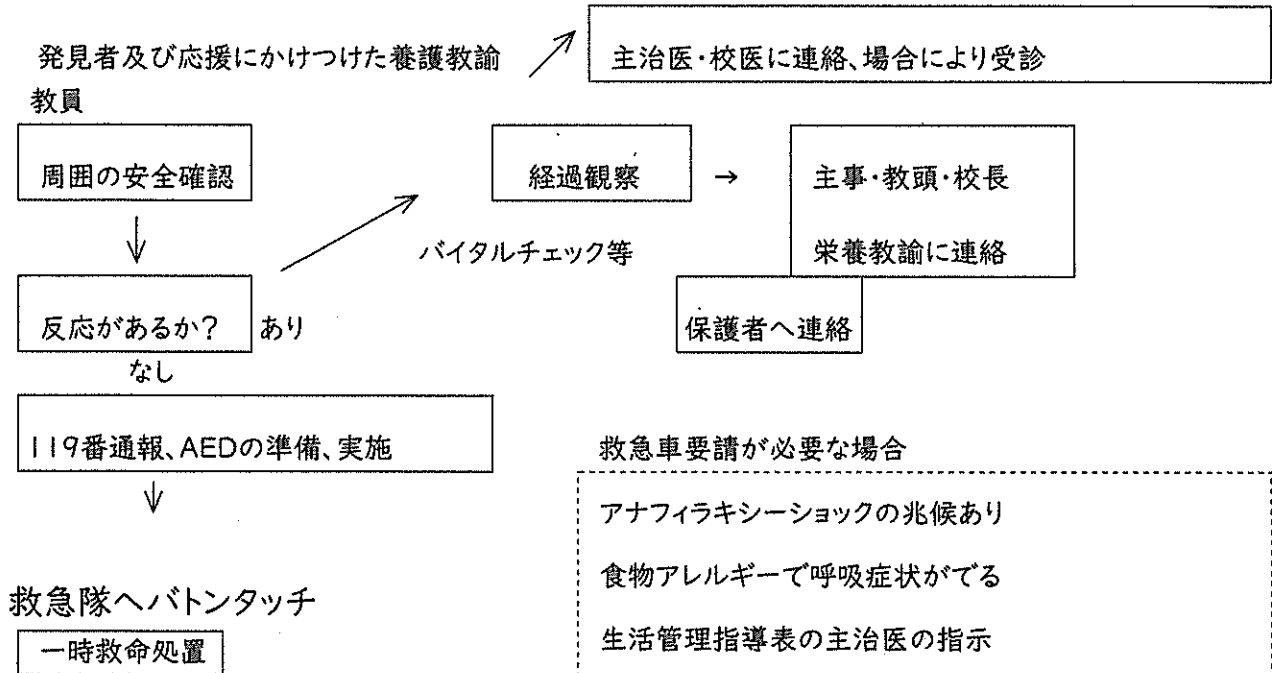 発見者及び応援にかけつけた養護教諭
教員
主治医・校医に連絡、場合により受診
周囲の安全確認
経過観察
→
主事・教頭・校長
栄養教諭に連絡
バイタルチェック等
反応があるか?
あり
保護者へ連絡
なし
119番通報、AEDの準備、実施
救急車要請が必要な場合
アナフィラキシーショックの兆候あり
食物アレルギーで呼吸症状がでる
生活管理指導表の主治医の指示
救急隊へバトンタッチ
一時救命処置